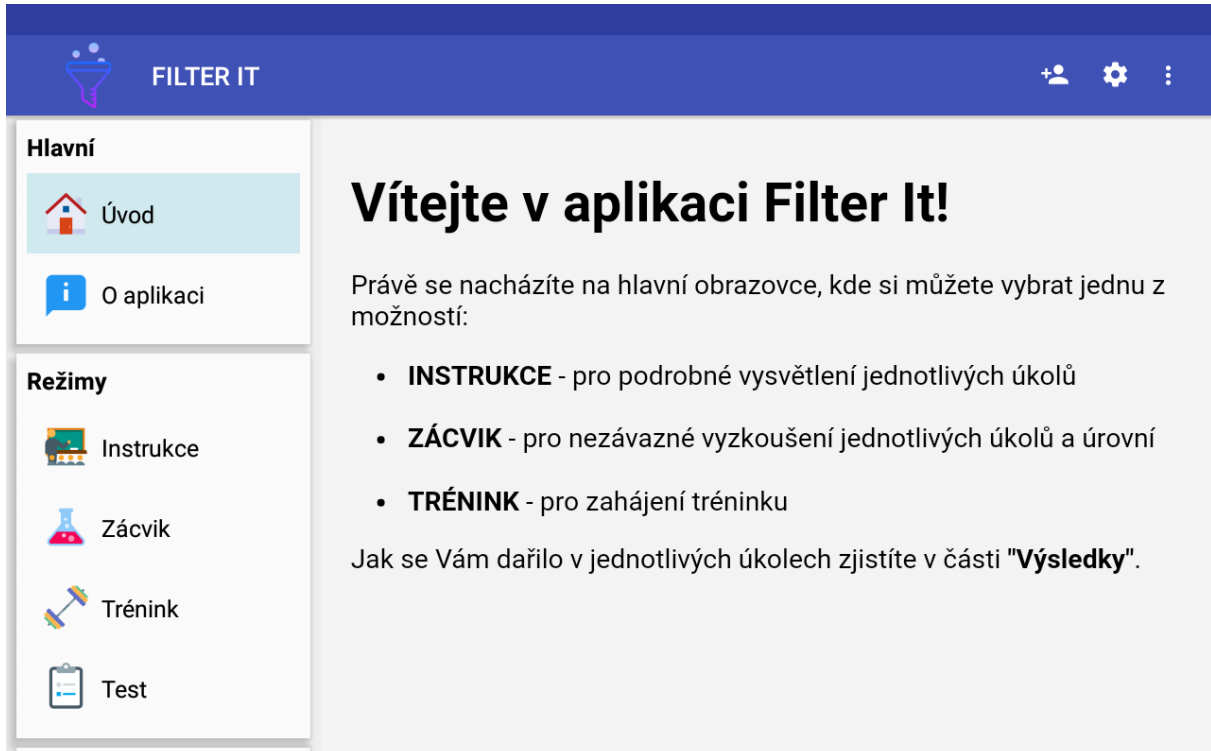 FILTER IT
Hlavní
Úvod
O aplikaci
Režimy
Instrukce
Zácvik
Trénink
Test
Vítejte v aplikaci Filter It!
Právě se nacházíte na hlavní obrazovce, kde si můžete vybrat jednu z
možností:
• INSTRUKCE - pro podrobné vysvětlení jednotlivých úkolů
• ZÁCVIK - pro nezávazné vyzkoušení jednotlivých úkolů a úrovní
• TRÉNINK - pro zahájení tréninku
Jak se Vám dařilo v jednotlivých úkolech zjistíte v části "Výsledky".